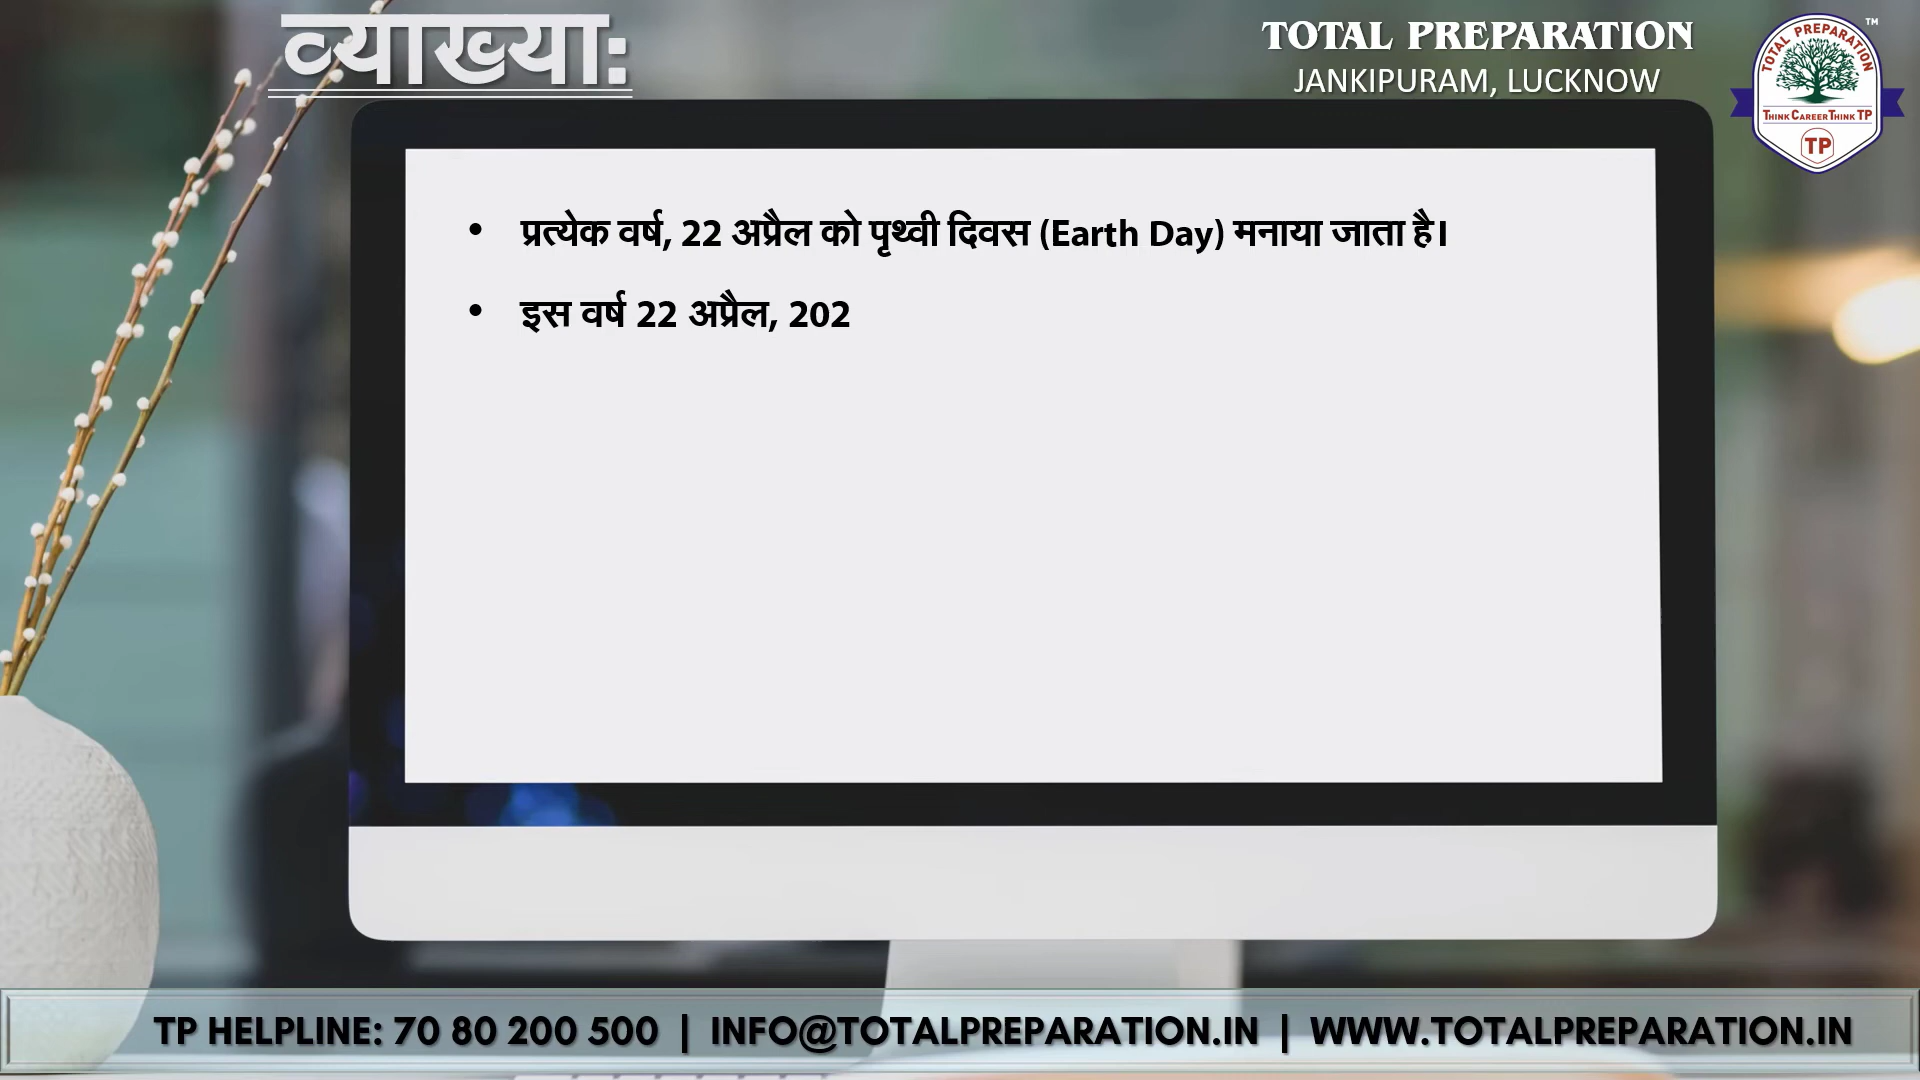 व्याख्या:
TOTAL PREPARATION
JANKIPURAM, LUCKNOW
TM
TOTAL PREPARATION
THINK CAREER THINK TP
TP
• प्रत्येक वर्ष, 22 अप्रैल को पृथ्वी दिवस (Earth Day) मनाया जाता है।
• इस वर्ष 22 अप्रैल, 202
TP HELPLINE: 70 80 200 500 | INFO@TOTALPREPARATION.IN | WWW.TOTALPREPARATION.IN